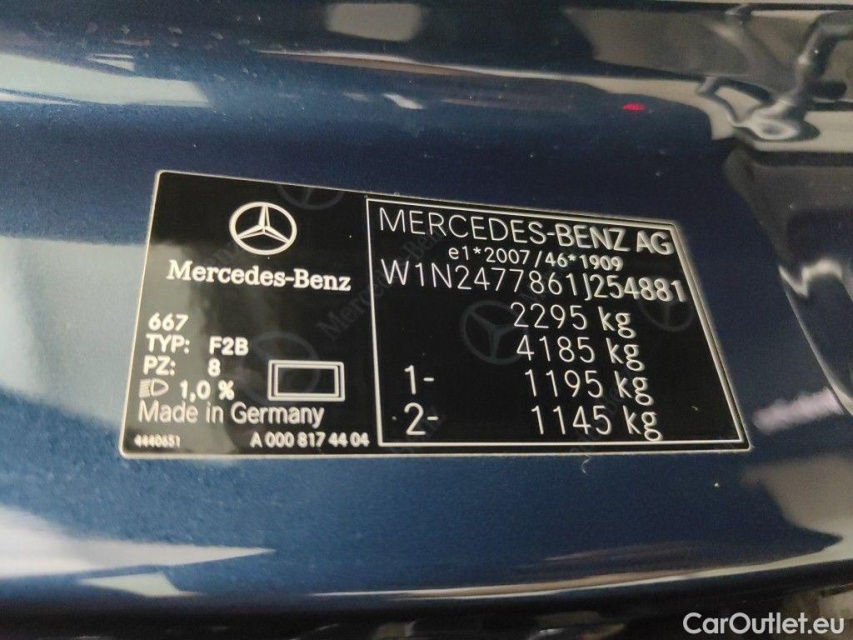 Mercedes-Benz
667
TYP: F2B
PZ: 8
1,0 %
Made in Germany
4440651
A 000 817 44 04
MERCEDES-BENZ AG
e1*2007/46*1909
W1N2477861J254881
2295 kg
4185 kg
1- 1195 kg
2- 1145 kg
CarOutlet.eu